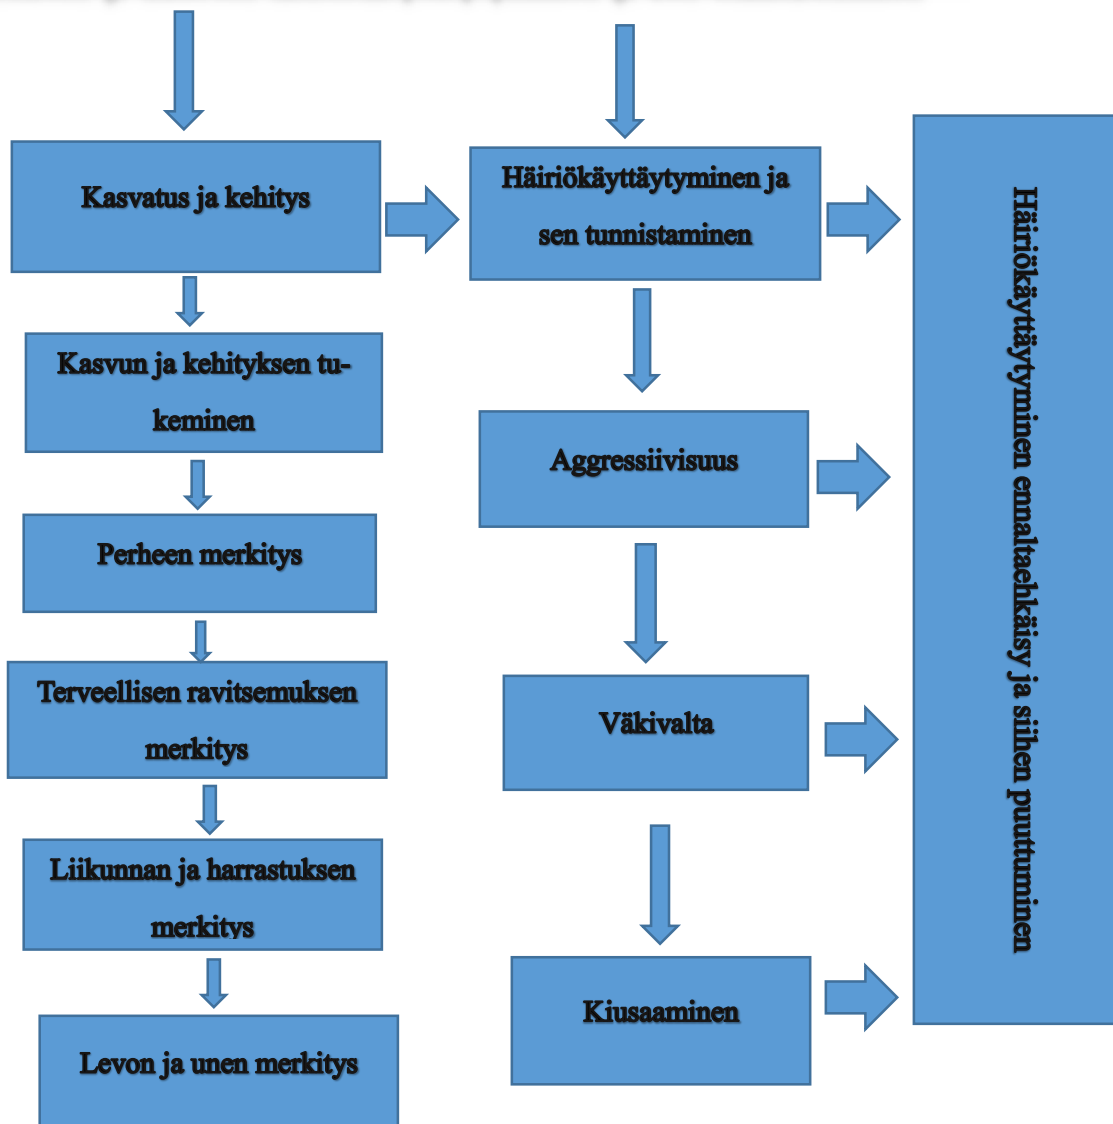 Kasvatus ja kehitys
Kasvun ja kehityksen tu-
keminen
Perheen merkitys
Terveellisen ravitsemuksen
merkitys
Liikunnan ja harrastuksen
merkitys
Levon ja unen merkitys
Häiriökäyttäytyminen ja
sen tunnistaminen
Aggressiivisuus
Väkivalta
Kiusaaminen
Häiriökäyttäytyminen ennaltaehkäisy ja siihen puuttuminen